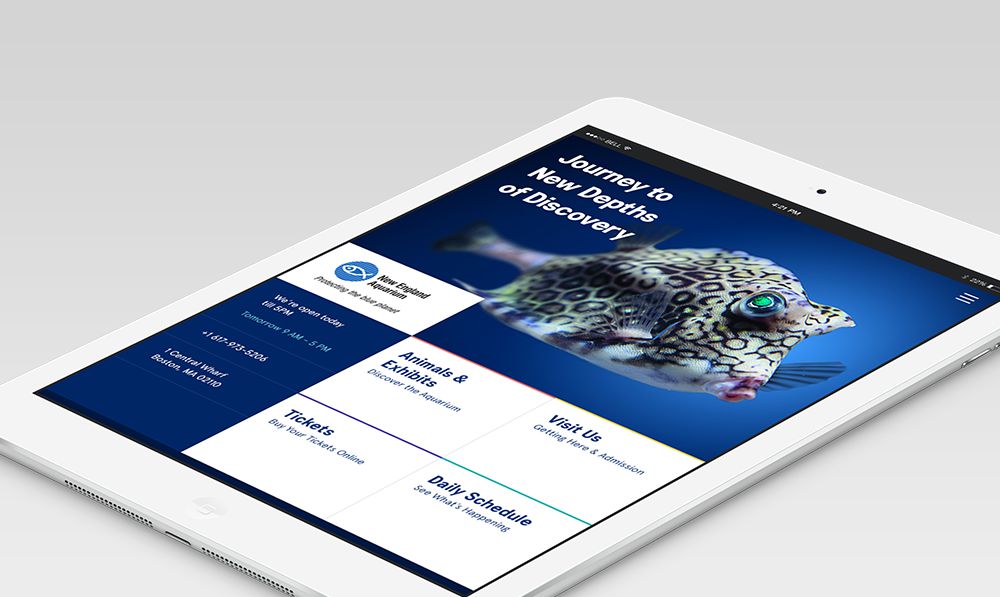 ●●●○○ BELL
4:21 PM
22%
Journey to
New Depths
of Discovery
New England
Aquarium
Protecting the blue planet
We're open today
till 5PM
Tomorrow 9 AM - 5 PM
+1 617-973-5206
1 Central Wharf
Boston, MA 02110
Animals &
Exhibits
Discover the Aquarium
Visit Us
Getting Here & Admission
Tickets
Buy Your Tickets Online
Daily Schedule
See What's Happening